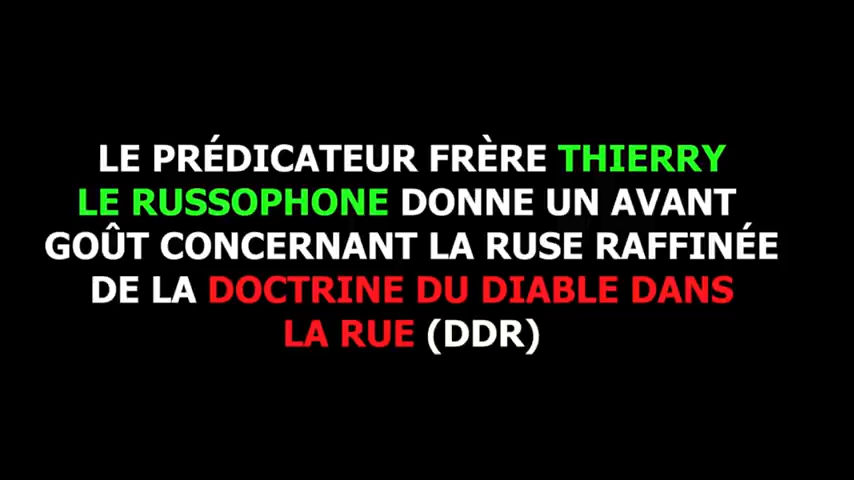 LE PRÉDICATEUR FRÈRE THIERRY
LE RUSSOPHONE DONNE UN AVANT
GOÛT CONCERNANT LA RUSE RAFFINÉE
DE LA DOCTRINE DU DIABLE DANS
LA RUE (DDR)